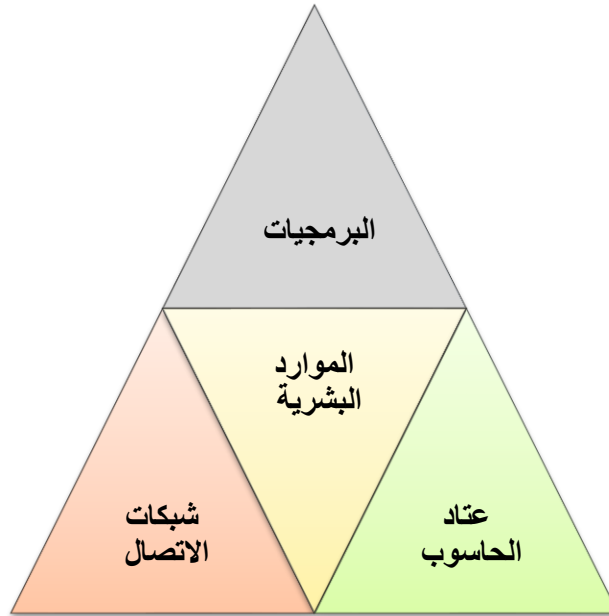 البرمجيات
الموارد
البشرية
عتاد
الحاسوب
شبكات
الاتصال